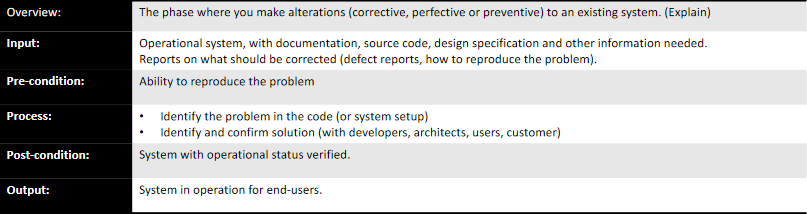 Overview: The phase where you make alterations (corrective, perfective or preventive) to an existing system. (Explain)
Input: Operational system, with documentation, source code, design specification and other information needed.
Reports on what should be corrected (defect reports, how to reproduce the problem).
Pre-condition: Ability to reproduce the problem
Process: • Identify the problem in the code (or system setup)
• Identify and confirm solution (with developers, architects, users, customer)
Post-condition: System with operational status verified.
Output: System in operation for end-users.